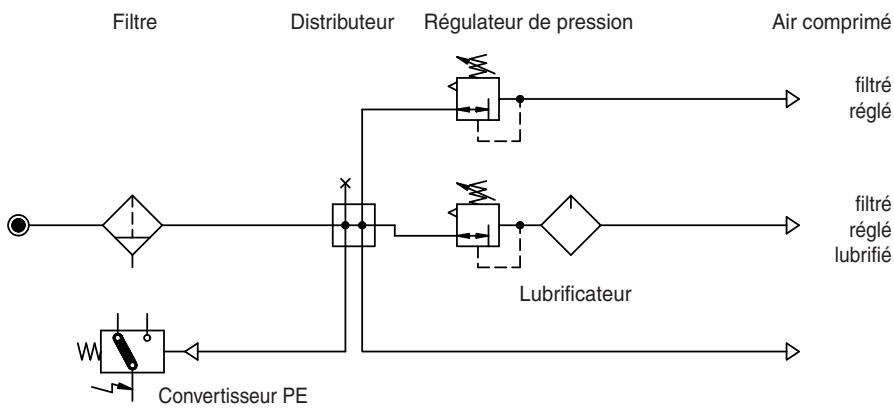 Filtre
Distributeur
Régulateur de pression
Air comprimé
filtré
réglé
filtré
réglé
lubrifié
Lubrificateur
Convertisseur PE